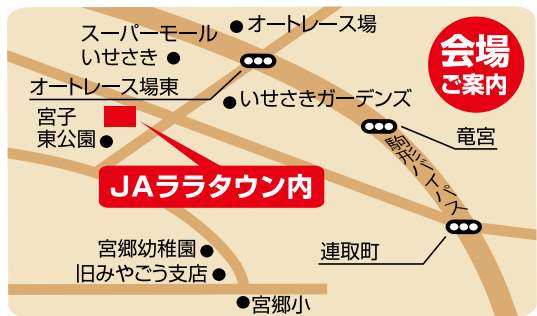 スーパーモール
いせさき
オートレース場
会場
ご案内
オートレース場東
いせさきガーデンズ
宮子
東公園
竜宮
駒形バイパス
JAララタウン内
連取町
宮郷幼稚園
旧みやごう支店
宮郷小